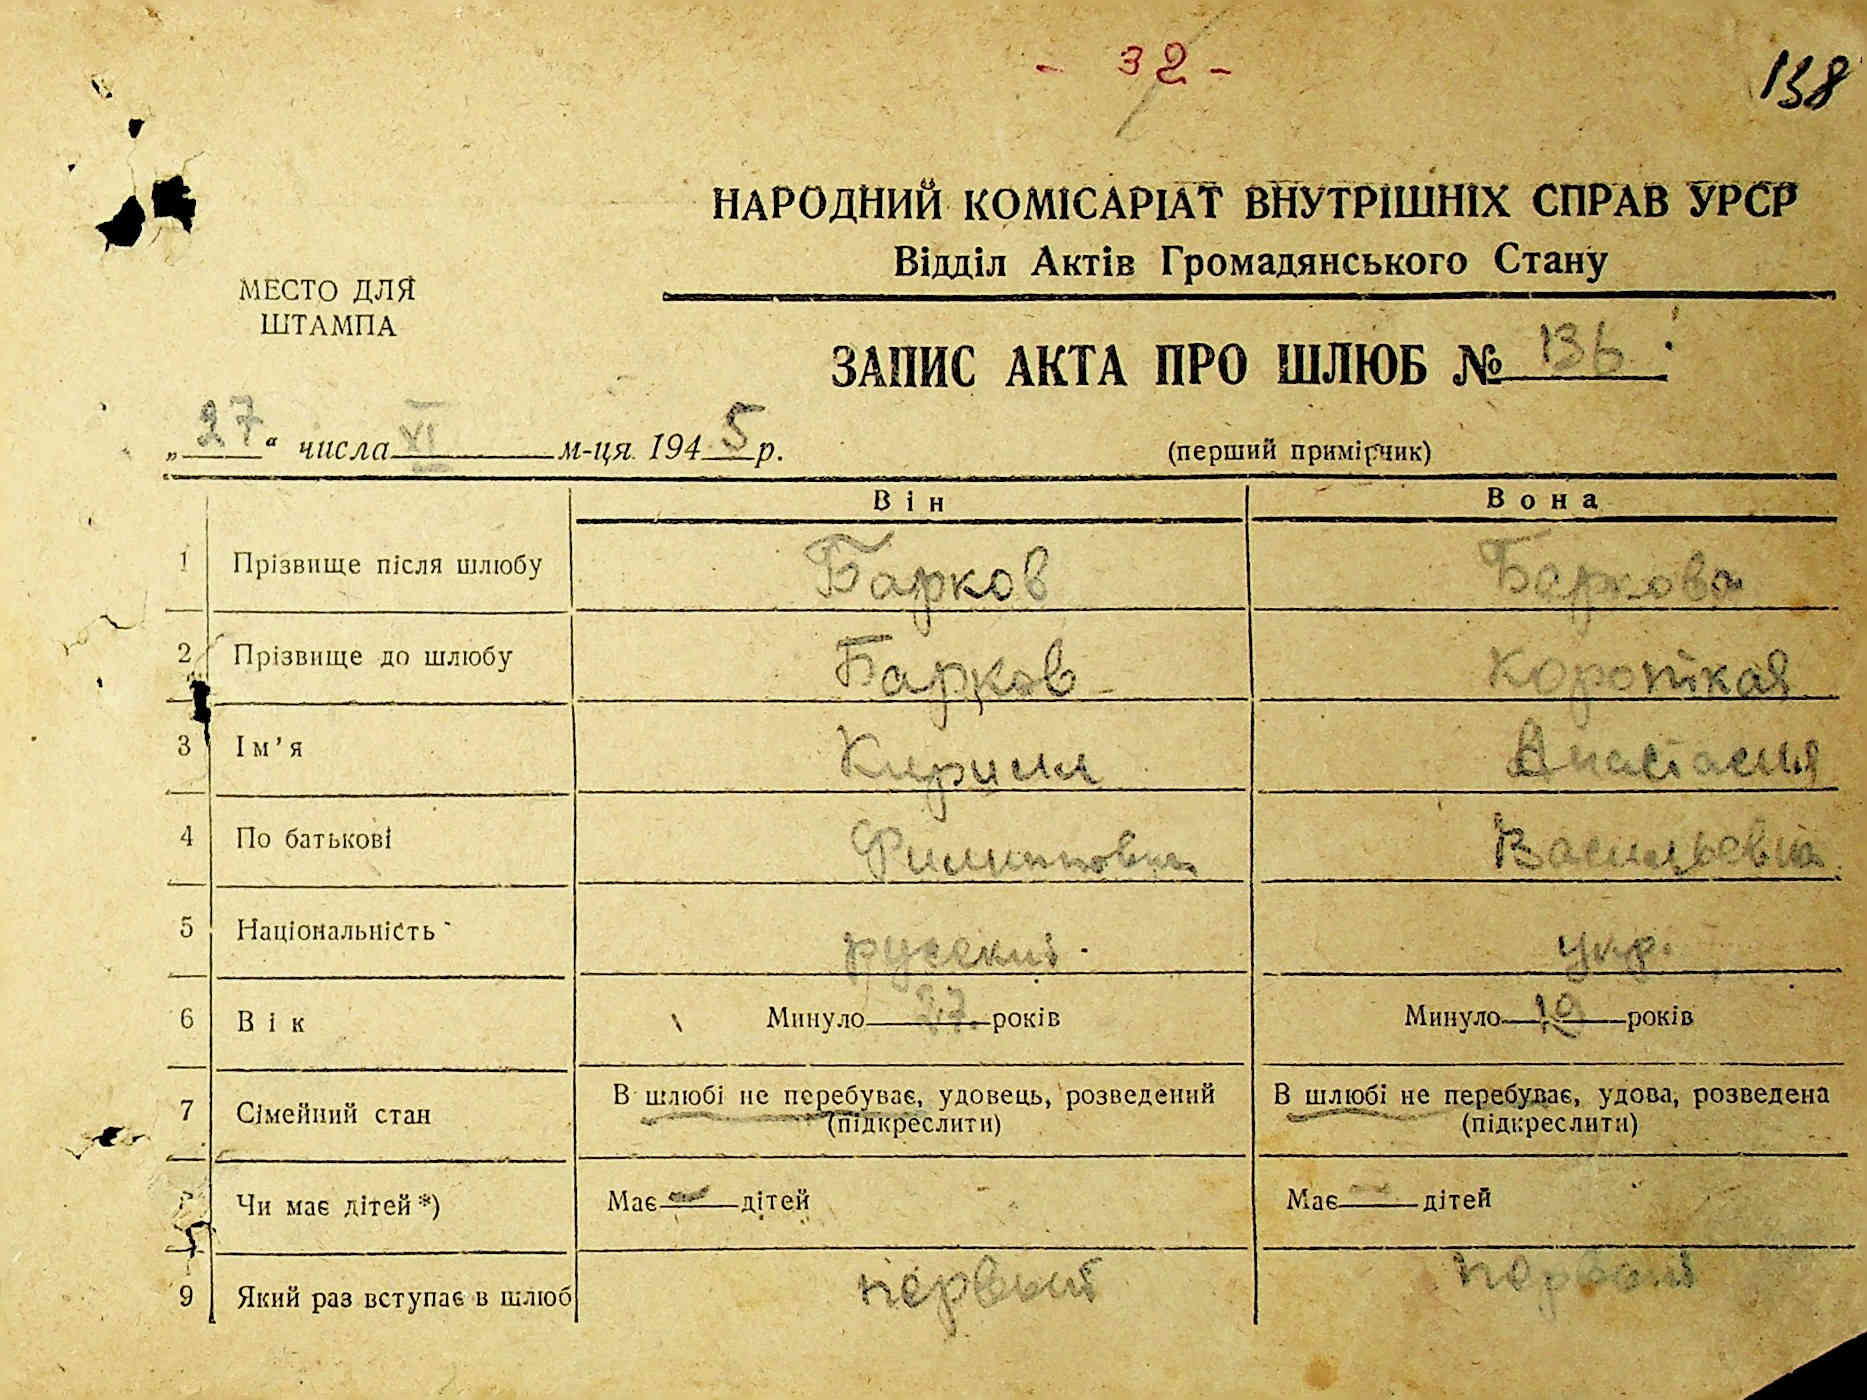 - 32 -
138
НАРОДНИЙ КОМІСАРІАТ ВНУТРІШНІХ СПРАВ УРСР
Відділ Актів Громадянського Стану
МЕСТО ДЛЯ
ШТАМПА
ЗАПИС АКТА ПРО ШЛЮБ № 136
„27“ числа XI м-ця 1945 р.
(перший примірчик)
Він Вона
1 Прізвище після шлюбу Барков Баркова
2 Прізвище до шлюбу Барков Коропікая
3 Ім'я Кирилл Анастасия
4 По батькові Филиппович Васильевна
5 Національність русский. укр.
6 Вік Минуло 27. років Минуло 19 років
7 Сімейний стан В шлюбі не перебуває, удовець, розведений В шлюбі не перебуває, удова, розведена
(підкреслити) (підкреслити)
Чи має дітей*) Має — дітей Має — дітей
9 Який раз вступає в шлюб первый первый